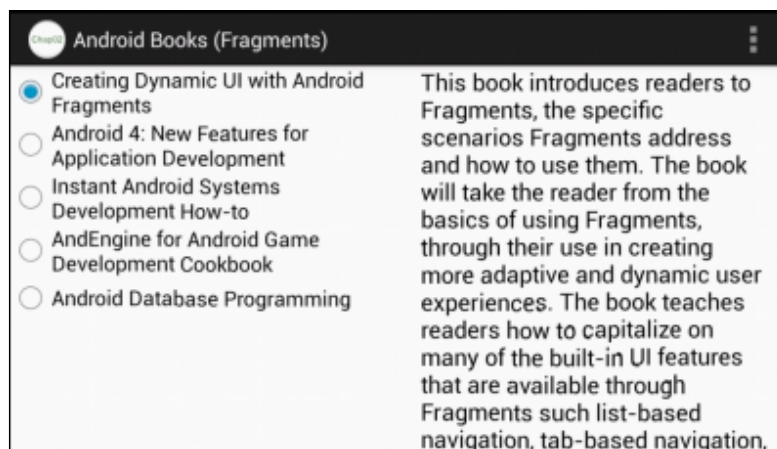 Chap02
Android Books (Fragments)
Creating Dynamic UI with Android
Fragments
Android 4: New Features for
Application Development
Instant Android Systems
Development How-to
AndEngine for Android Game
Development Cookbook
Android Database Programming
This book introduces readers to
Fragments, the specific
scenarios Fragments address
and how to use them. The book
will take the reader from the
basics of using Fragments,
through their use in creating
more adaptive and dynamic user
experiences. The book teaches
readers how to capitalize on
many of the built-in UI features
that are available through
Fragments such list-based
navigation, tab-based navigation,